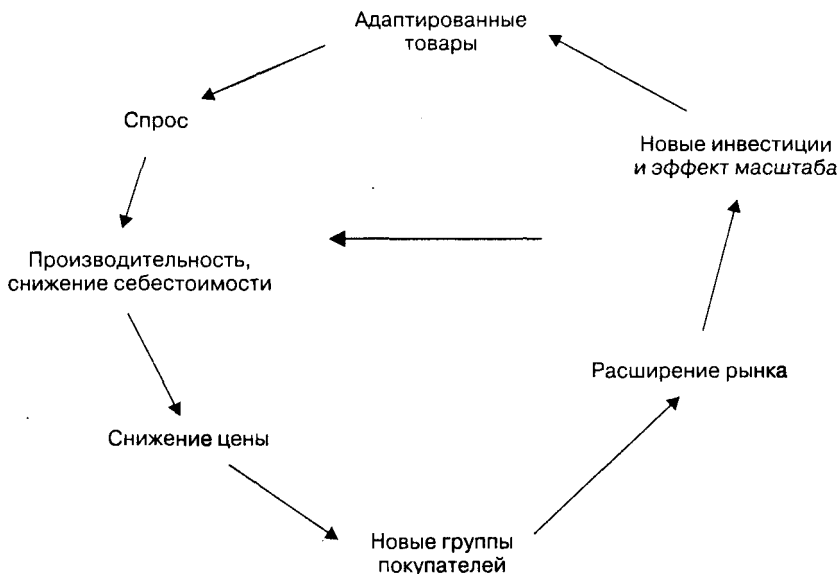 Адаптированные
товары
Спрос
Новые инвестиции
и эффект масштаба
Производительность,
снижение себестоимости
Расширение рынка
Снижение цены
Новые группы
покупателей